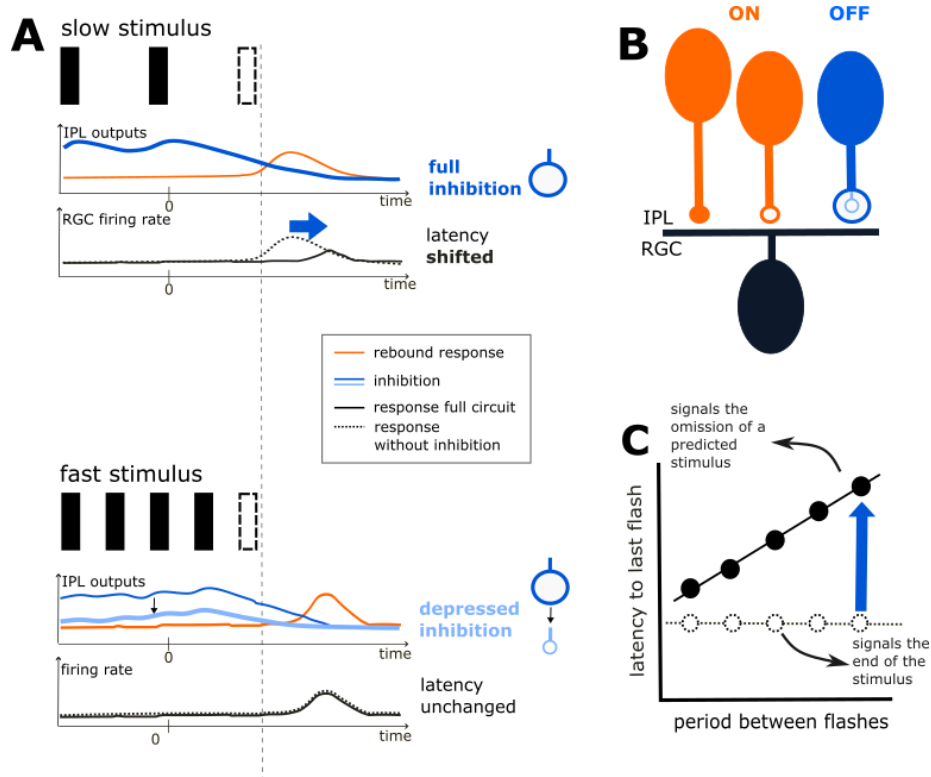 A
slow stimulus
IPL outputs
full
inhibition
time
0
RGC firing rate
latency
shifted
time
0
rebound response
inhibition
response full circuit
response
without inhibition
fast stimulus
IPL outputs
depressed
inhibition
time
0
firing rate
latency
unchanged
time
0
B
ON
OFF
IPL
RGC
C
signals the
omission of a
predicted
stimulus
latency to last flash
signals the
end of the
stimulus
period between flashes